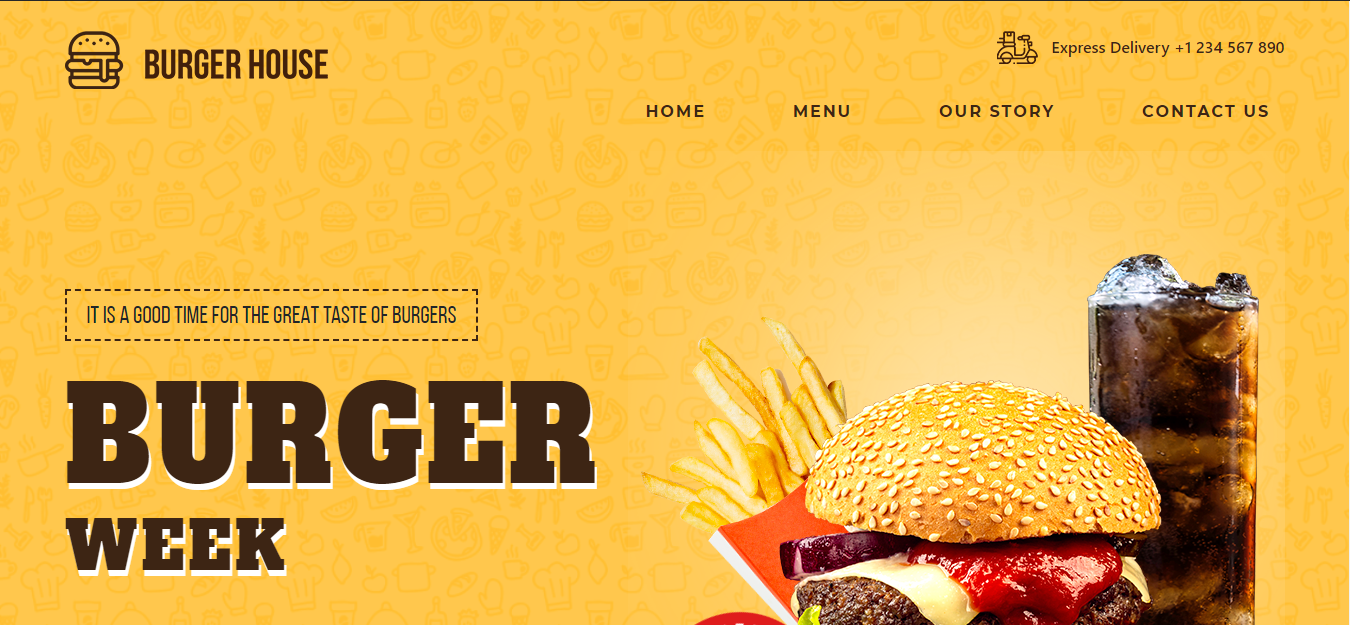 BURGER HOUSE
Express Delivery +1 234 567 890
HOME MENU OUR STORY CONTACT US
IT IS A GOOD TIME FOR THE GREAT TASTE OF BURGERS
BURGER
WEEK